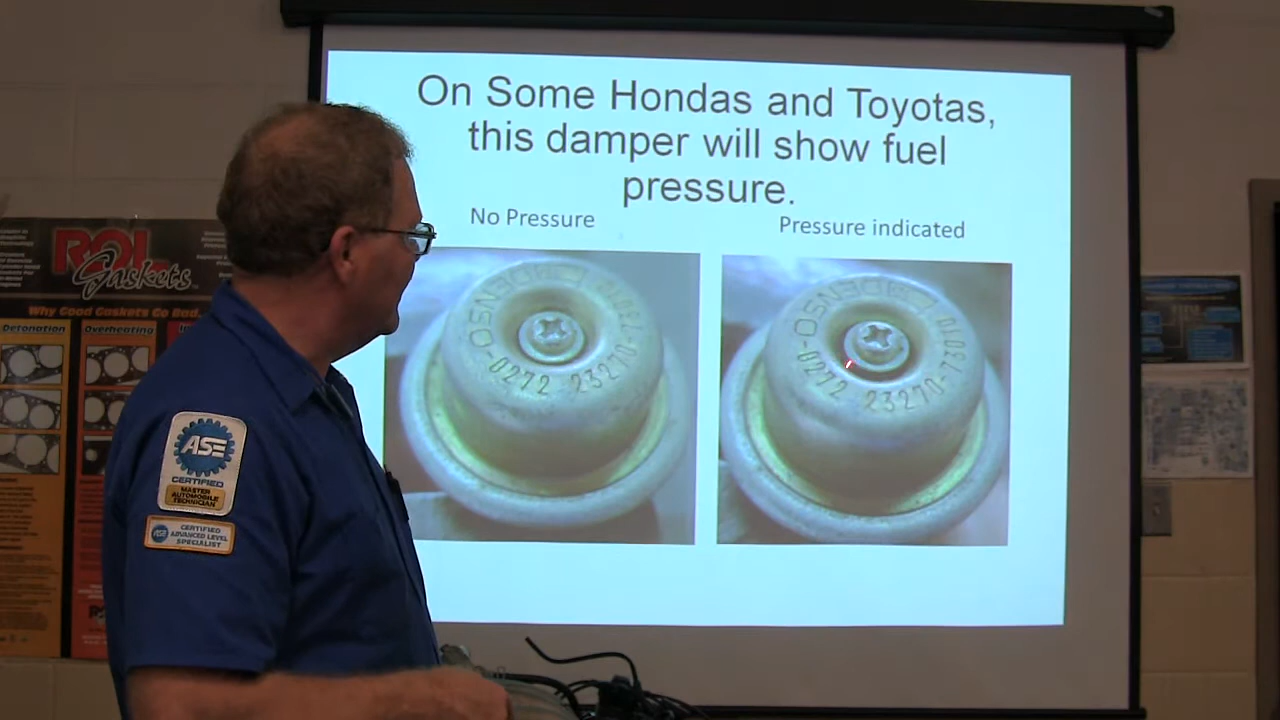 On Some Hondas and Toyotas,
this damper will show fuel
pressure.
No Pressure
Pressure indicated
DENSO-0272 23270-73010
DENSO-0272 23270-73010
ROL
Gaskets
Why Good Gaskets Go Bad
Detonation
Overheating
ASE
CERTIFIED
MASTER
AUTOMOBILE
TECHNICIAN
ASE
CERTIFIED
ADVANCED LEVEL
SPECIALIST